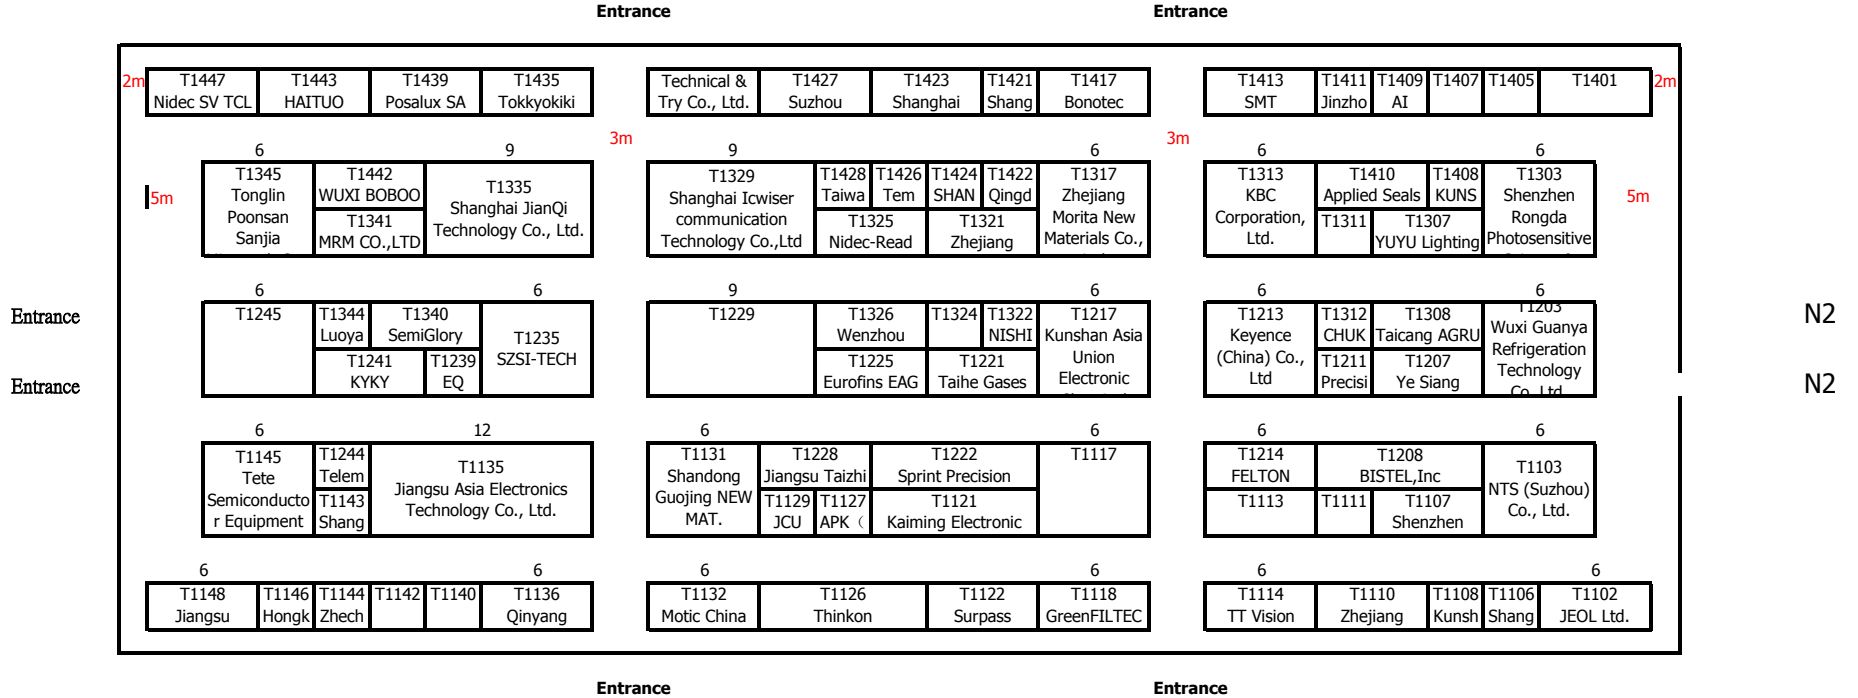 Entrance
Entrance
2m
T1447
Nidec SV TCL
T1443
HAITUO
T1439
Posalux SA
T1435
Tokkyokiki
Technical &
Try Co., Ltd.
T1427
Suzhou
T1423
Shanghai
T1421
Shang
T1417
Bonotec
T1413
SMT
T1411
Jinzho
T1409
AI
T1407
T1405
T1401
2m
3m
3m
6
9
9
6
6
6
5m
T1345
Tonglin
Poonsan
Sanjia
T1442
WUXI BOBOO
T1341
MRM CO.,LTD
T1335
Shanghai JianQi
Technology Co., Ltd.
T1329
Shanghai Icwiser
communication
Technology Co.,Ltd
T1428
Taiwa
T1426
Tem
T1424
SHAN
T1422
Qingd
T1325
Nidec-Read
T1321
Zhejiang
T1317
Zhejiang
Morita New
Materials Co.,
T1313
KBC
Corporation,
Ltd.
T1410
Applied Seals
T1408
KUNS
T1311
T1307
YUYU Lighting
T1303
Shenzhen
Rongda
Photosensitive
5m
6
6
9
6
6
6
Entrance
Entrance
T1245
T1344
Luoya
T1340
SemiGlory
T1241
KYKY
T1239
EQ
T1235
SZSI-TECH
T1229
T1326
Wenzhou
T1324
T1322
NISHI
T1225
Eurofins EAG
T1221
Taihe Gases
T1217
Kunshan Asia
Union
Electronic
T1213
Keyence
(China) Co.,
Ltd
T1312
CHUK
T1308
Taicang AGRU
T1211
Precisi
T1207
Ye Siang
T1203
Wuxi Guanya
Refrigeration
Technology
Co.,Ltd.
N2
N2
6
12
6
6
6
6
T1145
Tete
Semiconducto
r Equipment
T1244
Telem
T1143
Shang
T1135
Jiangsu Asia Electronics
Technology Co., Ltd.
T1131
Shandong
Guojing NEW
MAT.
T1228
Jiangsu Taizhi
T1222
Sprint Precision
T1129
JCU
T1127
APK（
T1121
Kaiming Electronic
T1117
T1214
FELTON
T1208
BISTEL,Inc
T1113
T1111
T1107
Shenzhen
T1103
NTS (Suzhou)
Co., Ltd.
6
6
6
6
6
6
T1148
Jiangsu
T1146
Hongk
T1144
Zhech
T1142
T1140
T1136
Qinyang
T1132
Motic China
T1126
Thinkon
T1122
Surpass
T1118
GreenFILTEC
T1114
TT Vision
T1110
Zhejiang
T1108
Kunsh
T1106
Shang
T1102
JEOL Ltd.
Entrance
Entrance